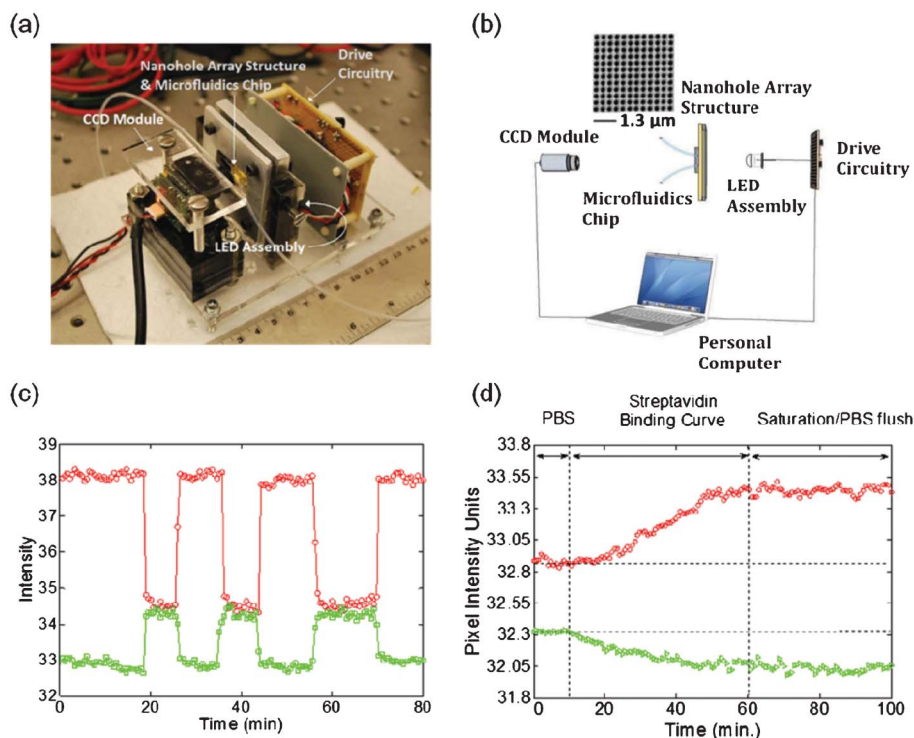 (a)
Nanohole Array Structure
& Microfluidics Chip
Drive
Circuitry
CCD Module
LED Assembly
(b)
Nanohole Array
Structure
1.3 µm
CCD Module
Drive
Circuitry
Microfluidics
Chip
LED
Assembly
Personal
Computer
(c)
39
38
37
36
35
34
33
32
Intensity
0 20 40 60 80
Time (min)
(d)
PBS
Streptavidin
Binding Curve
Saturation/PBS flush
33.8
33.55
33.3
33.05
32.8
32.55
32.3
32.05
31.8
Pixel Intensity Units
0 20 40 60 80 100
Time (min.)